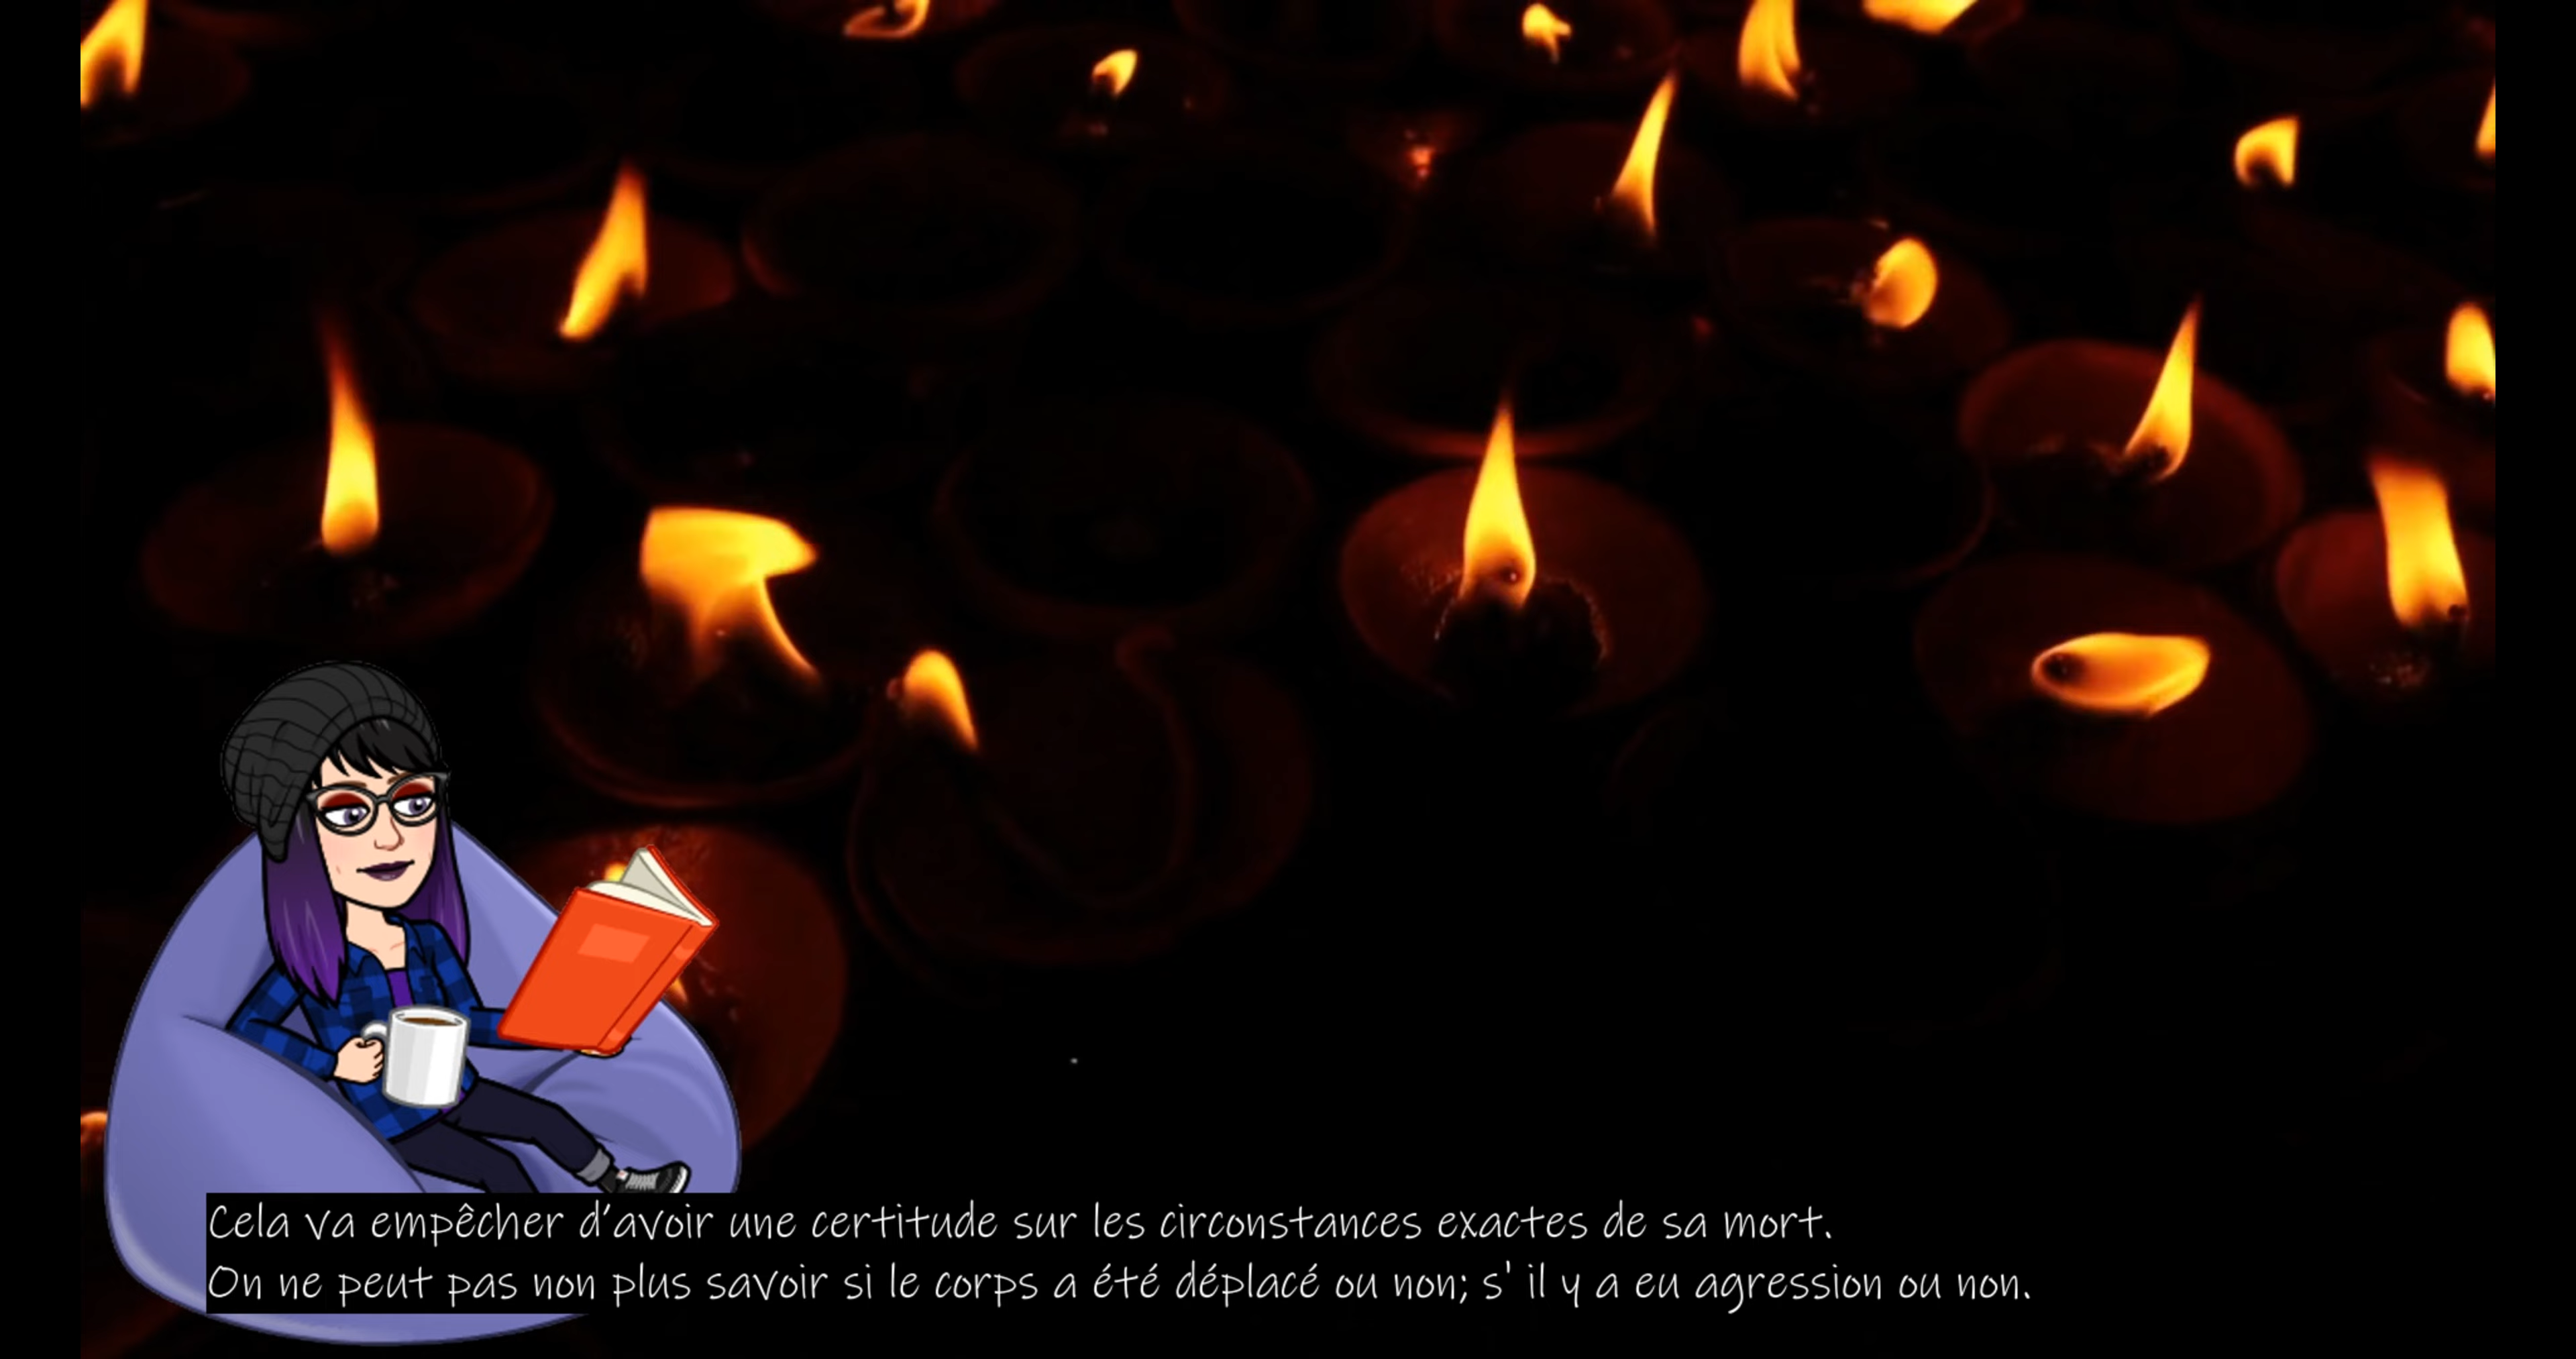 Cela va empêcher d’avoir une certitude sur les circonstances exactes de sa mort.
On ne peut pas non plus savoir si le corps a été déplacé ou non; s' il y a eu agression ou non.